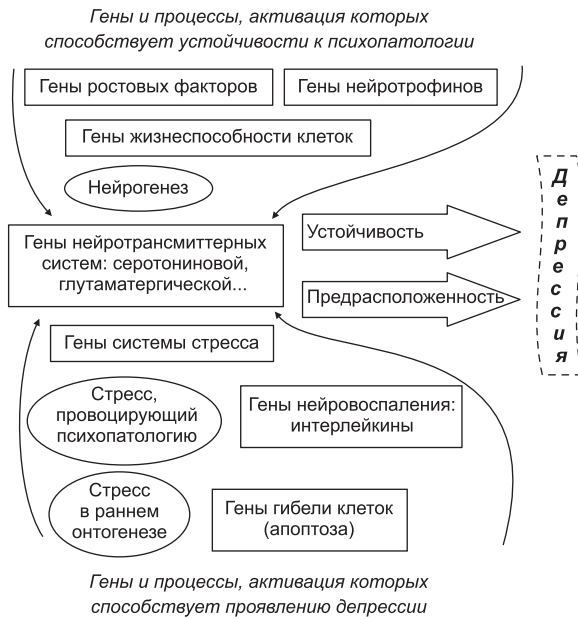 Гены и процессы, активация которых
способствует устойчивости к психопатологии
Гены ростовых факторов
Гены нейротрофинов
Гены жизнеспособности клеток
Нейрогенез
Гены нейротрансмиттерных
систем: серотониновой,
глутаматергической...
Устойчивость
Предрасположенность
Депрессия
Гены системы стресса
Стресс,
провоцирующий
психопатологию
Гены нейровоспаления:
интерлейкины
Стресс
в раннем
онтогенезе
Гены гибели клеток
(апоптоза)
Гены и процессы, активация которых
способствует проявлению депрессии